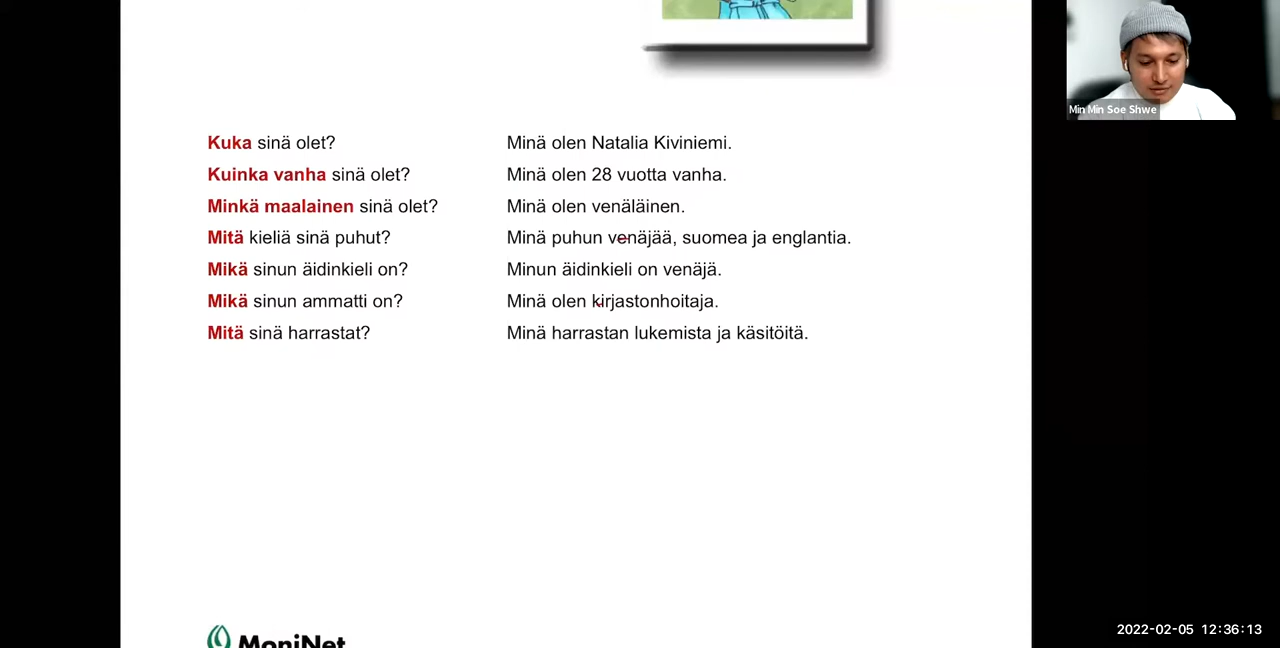 Min Min Soe Shwe
Kuka sinä olet? Minä olen Natalia Kiviniemi.
Kuinka vanha sinä olet? Minä olen 28 vuotta vanha.
Minkä maalainen sinä olet? Minä olen venäläinen.
Mitä kieliä sinä puhut? Minä puhun venäjää, suomea ja englantia.
Mikä sinun äidinkieli on? Minun äidinkieli on venäjä.
Mikä sinun ammatti on? Minä olen kirjastonhoitaja.
Mitä sinä harrastat? Minä harrastan lukemista ja käsitöitä.
MoniNet
2022-02-05 12:36:13